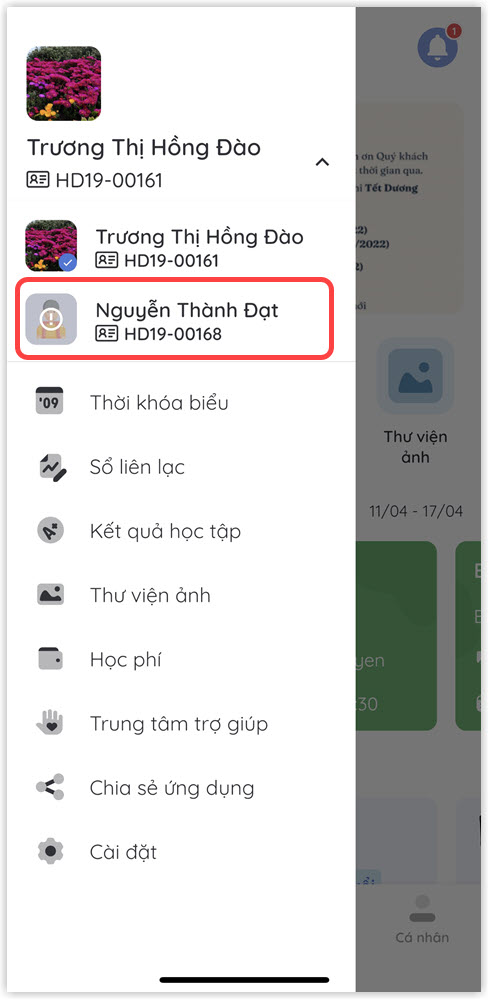 Trương Thị Hồng Đào
HD19-00161
Trương Thị Hồng Đào
HD19-00161
Nguyễn Thành Đạt
HD19-00168
'09
Thời khóa biểu
Sổ liên lạc
A+
Kết quả học tập
Thư viện ảnh
Học phí
Trung tâm trợ giúp
Chia sẻ ứng dụng
Cài đặt
1
ơn Quý khách
thời gian qua.
Tết Dương
/2022)
Thư viện
ảnh
11/04 - 17/04
yen
:30
Cá nhân